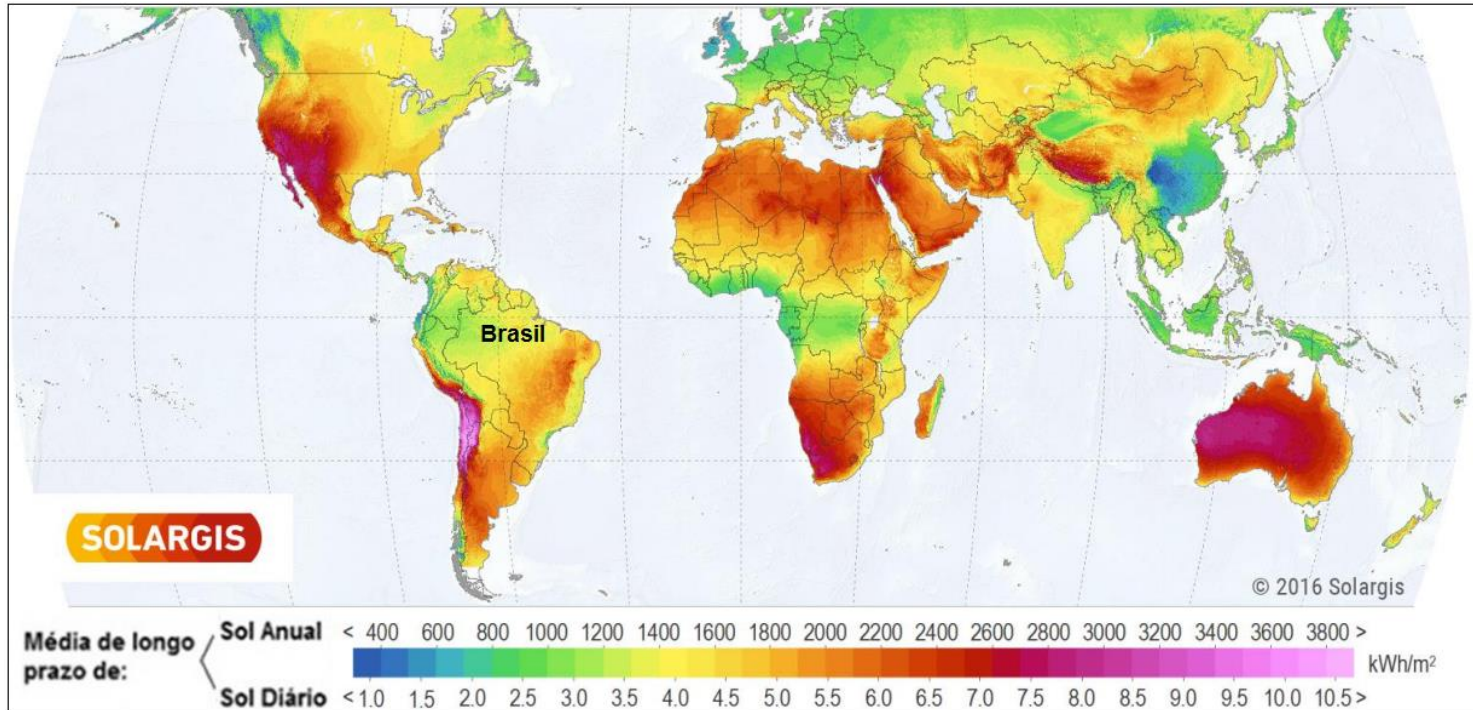 Brasil
SOLARGIS
© 2016 Solargis
Média de longo prazo de:
Sol Anual < 400 600 800 1000 1200 1400 1600 1800 2000 2200 2400 2600 2800 3000 3200 3400 3600 3800 >
kWh/m²
Sol Diário < 1.0 1.5 2.0 2.5 3.0 3.5 4.0 4.5 5.0 5.5 6.0 6.5 7.0 7.5 8.0 8.5 9.0 9.5 10.0 10.5 >